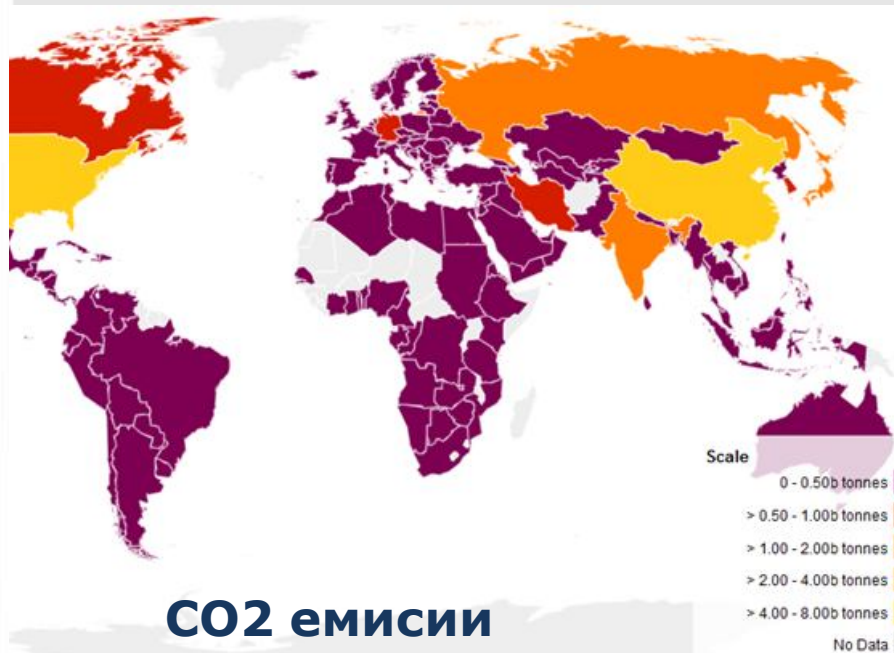 Scale
0 - 0.50b tonnes
> 0.50 - 1.00b tonnes
> 1.00 - 2.00b tonnes
> 2.00 - 4.00b tonnes
> 4.00 - 8.00b tonnes
No Data
CO2 емисии